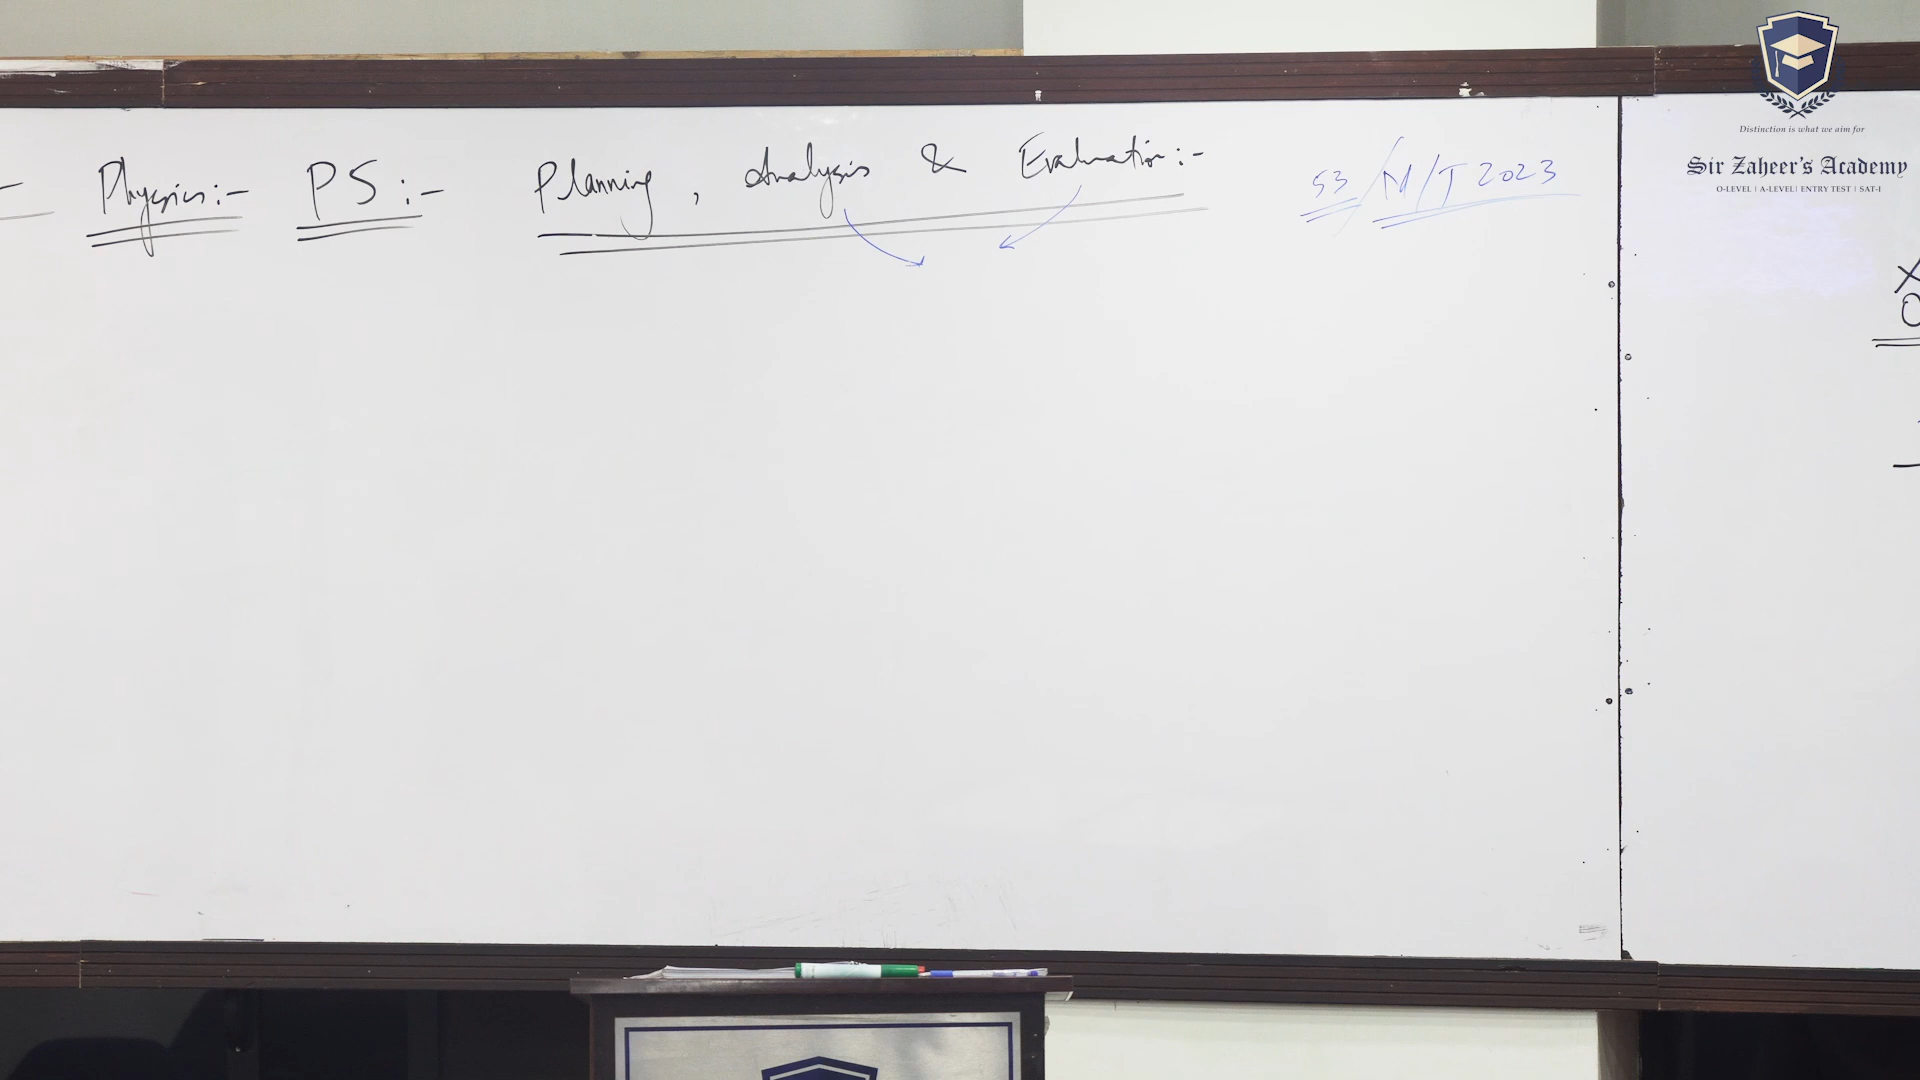 Physics:- P5:- Planning, Analysis & Evaluation:- 53/M/J 2023
Distinction is what we aim for
Sir Zaheer's Academy
O-LEVEL | A-LEVEL | ENTRY TEST | SAT-I